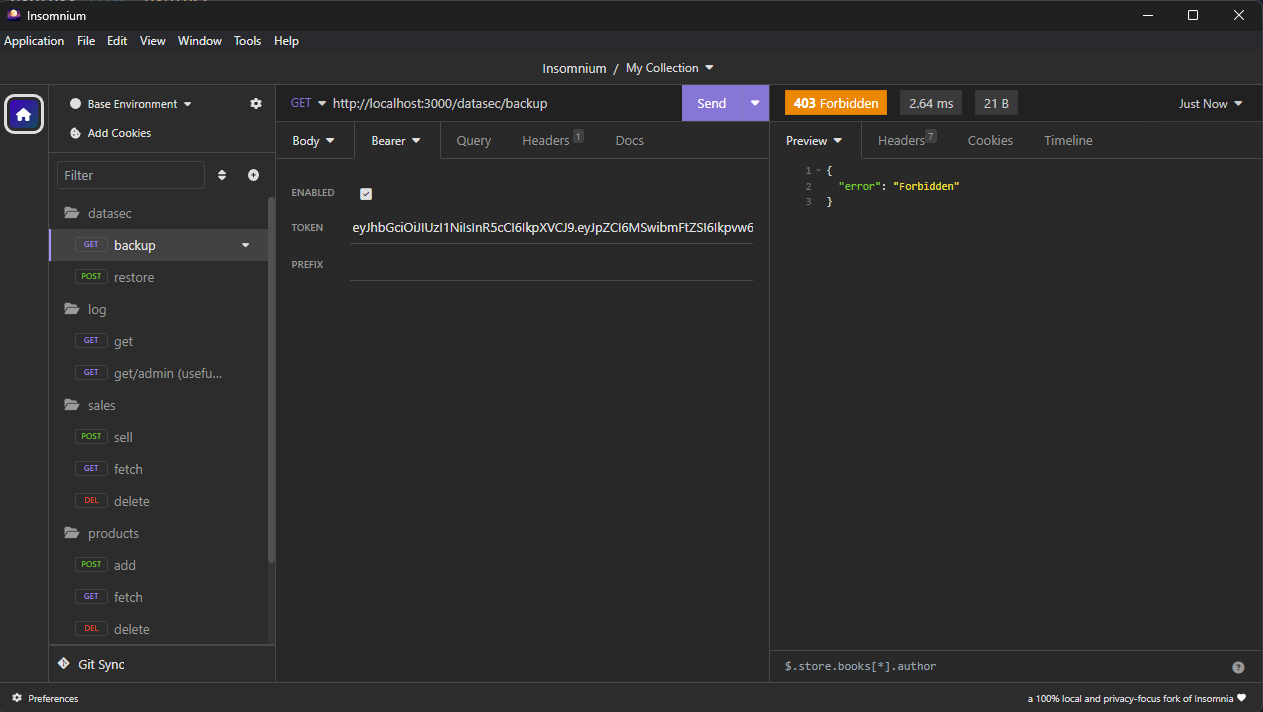 Insomnium
Application File Edit View Window Tools Help
Insomnium / My Collection
Base Environment
Add Cookies
Filter
datasec
GET backup
POST restore
log
GET get
GET get/admin (usefu...
sales
POST sell
GET fetch
DEL delete
products
POST add
GET fetch
DEL delete
Git Sync
GET http://localhost:3000/datasec/backup Send
Body Bearer Query Headers 1 Docs
ENABLED
TOKEN eyJhbGciOiJIUzI1NiIsInR5cCI6IkpXVCJ9.eyJpZCI6MSwibmFtZSI6Ikpvw6
PREFIX
403 Forbidden 2.64 ms 21 B Just Now
Preview Headers 7 Cookies Timeline
1 {
2 "error": "Forbidden"
3 }
$.store.books[*].author
Preferences
a 100% local and privacy-focus fork of Insomnia